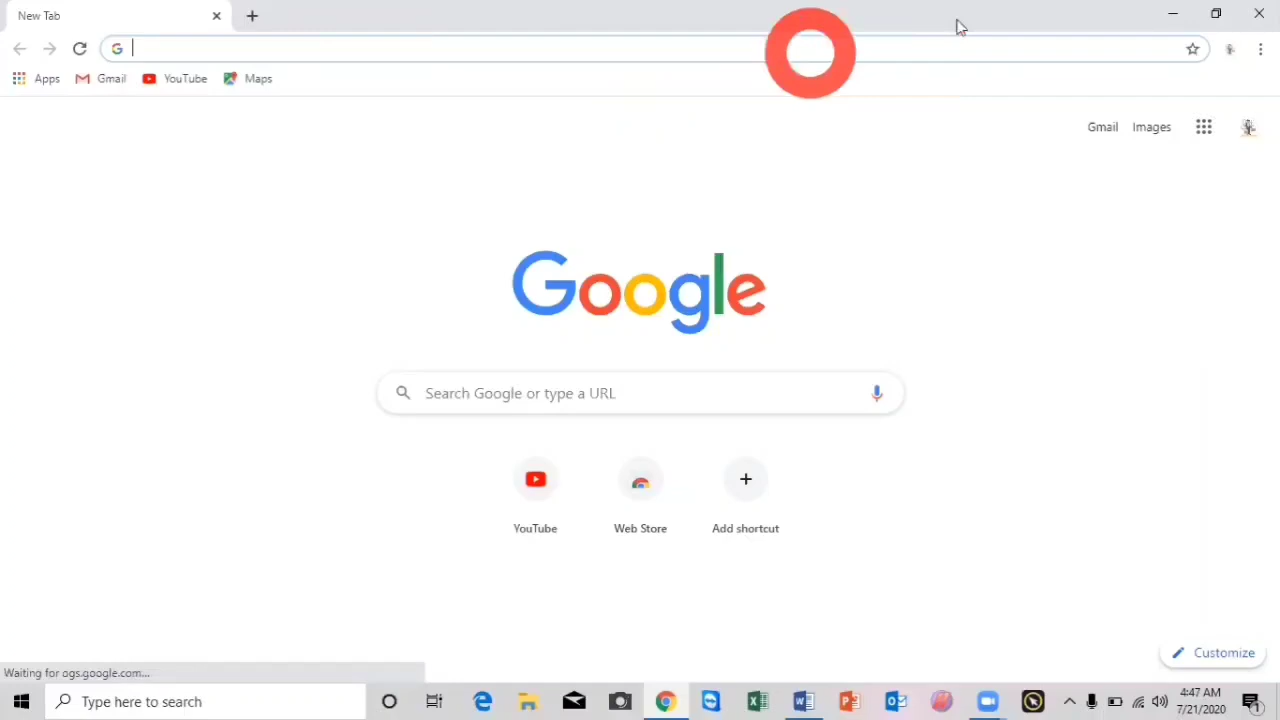 New Tab
Apps Gmail YouTube Maps
Gmail Images
Google
Search Google or type a URL
YouTube Web Store Add shortcut
Customize
Waiting for ogs.google.com...
Type here to search
4:47 AM
7/21/2020
1